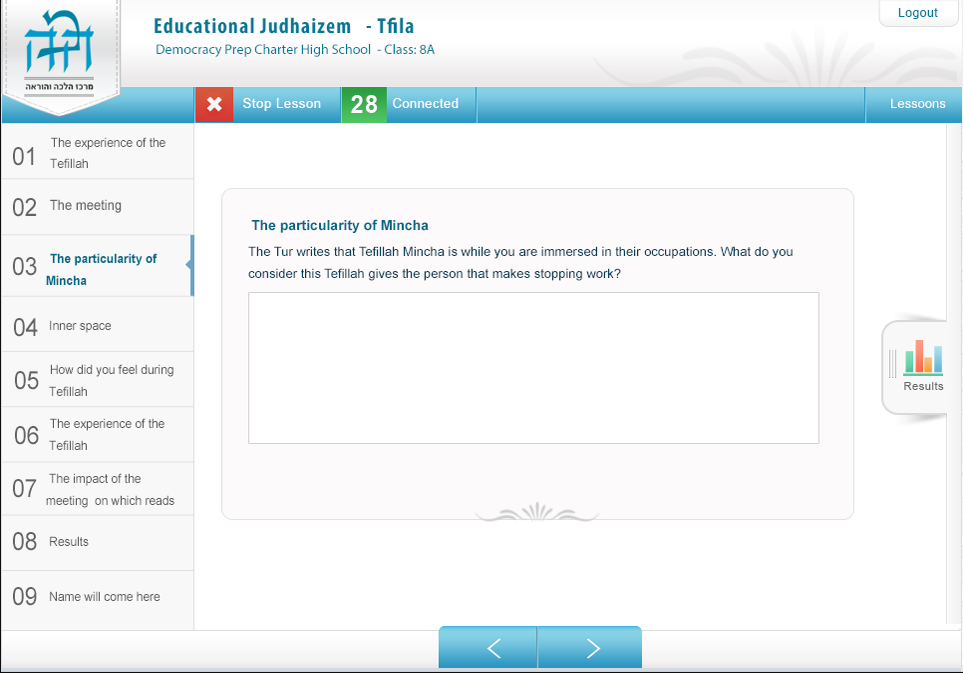 מרכז הלכה והוראה
Educational Judhaizem - Tfila
Democracy Prep Charter High School - Class: 8A
Logout
Stop Lesson
28 Connected
Lessoons
01 The experience of the
Tefillah
02 The meeting
03 The particularity of
Mincha
04 Inner space
05 How did you feel during
Tefillah
06 The experience of the
Tefillah
07 The impact of the
meeting on which reads
08 Results
09 Name will come here
The particularity of Mincha
The Tur writes that Tefillah Mincha is while you are immersed in their occupations. What do you
consider this Tefillah gives the person that makes stopping work?
Results